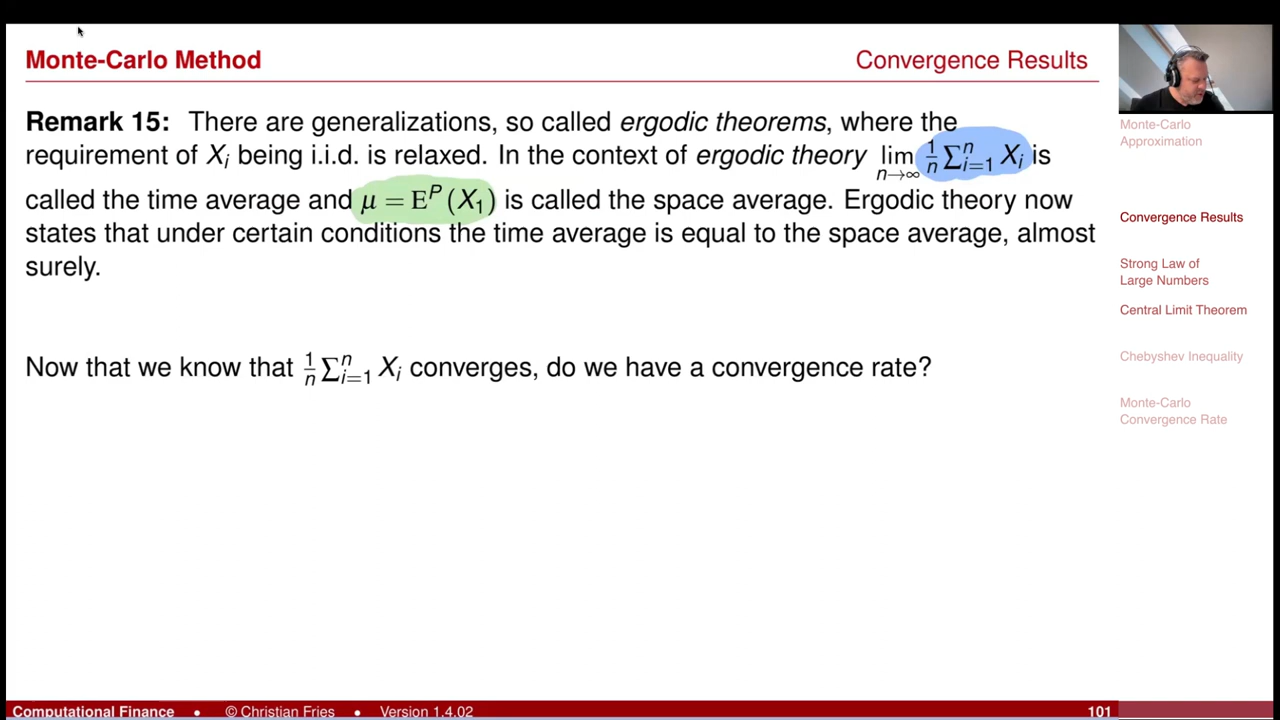 Monte-Carlo Method
Convergence Results
Remark 15: There are generalizations, so called ergodic theorems, where the
requirement of Xᵢ being i.i.d. is relaxed. In the context of ergodic theory lim n→∞ 1/n Σⁿᵢ₌₁ Xᵢ is
called the time average and μ = Eᴾ(X₁) is called the space average. Ergodic theory now
states that under certain conditions the time average is equal to the space average, almost
surely.
Now that we know that 1/n Σⁿᵢ₌₁ Xᵢ converges, do we have a convergence rate?
Monte-Carlo
Approximation
Convergence Results
Strong Law of
Large Numbers
Central Limit Theorem
Chebyshev Inequality
Monte-Carlo
Convergence Rate
Computational Finance • © Christian Fries • Version 1.4.02
101